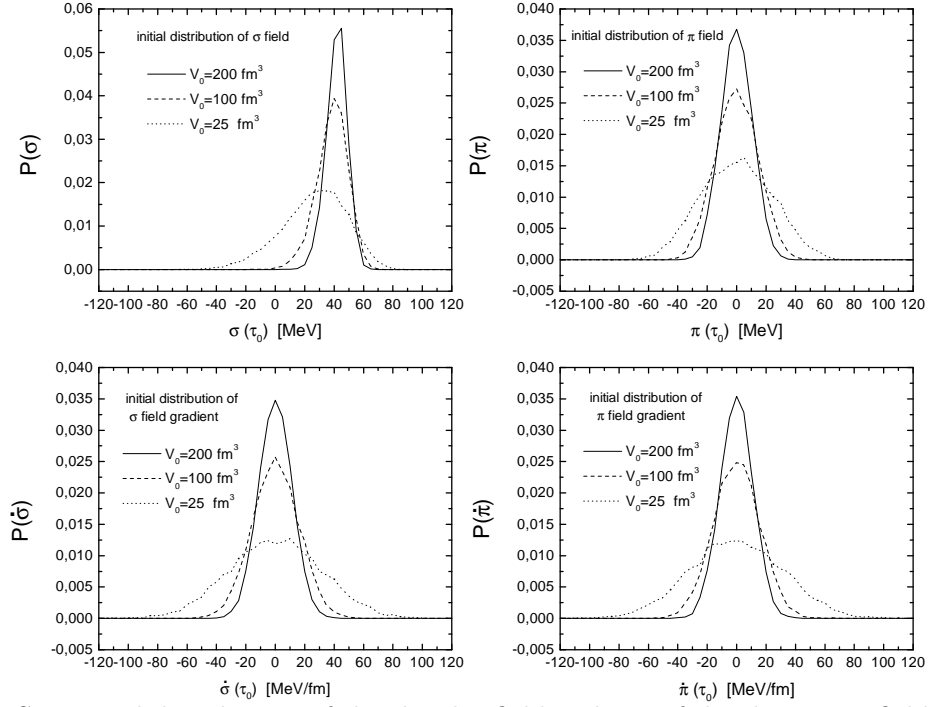 0,06
0,05
0,04
0,03
0,02
0,01
0,00
P(σ)
initial distribution of σ field
V₀=200 fm³
V₀=100 fm³
V₀=25 fm³
-120 -100 -80 -60 -40 -20 0 20 40 60 80 100 120
σ (τ₀) [MeV]
0,040
0,035
0,030
0,025
0,020
0,015
0,010
0,005
0,000
-0,005
P(π)
initial distribution of π field
V₀=200 fm³
V₀=100 fm³
V₀=25 fm³
-120 -100 -80 -60 -40 -20 0 20 40 60 80 100 120
π (τ₀) [MeV]
0,040
0,035
0,030
0,025
0,020
0,015
0,010
0,005
0,000
-0,005
P(σ̇)
initial distribution of
σ field gradient
V₀=200 fm³
V₀=100 fm³
V₀=25 fm³
-120 -100 -80 -60 -40 -20 0 20 40 60 80 100 120
σ̇ (τ₀) [MeV/fm]
0,040
0,035
0,030
0,025
0,020
0,015
0,010
0,005
0,000
-0,005
P(π̇)
initial distribution of
π field gradient
V₀=200 fm³
V₀=100 fm³
V₀=25 fm³
-120 -100 -80 -60 -40 -20 0 20 40 60 80 100 120
π̇ (τ₀) [MeV/fm]